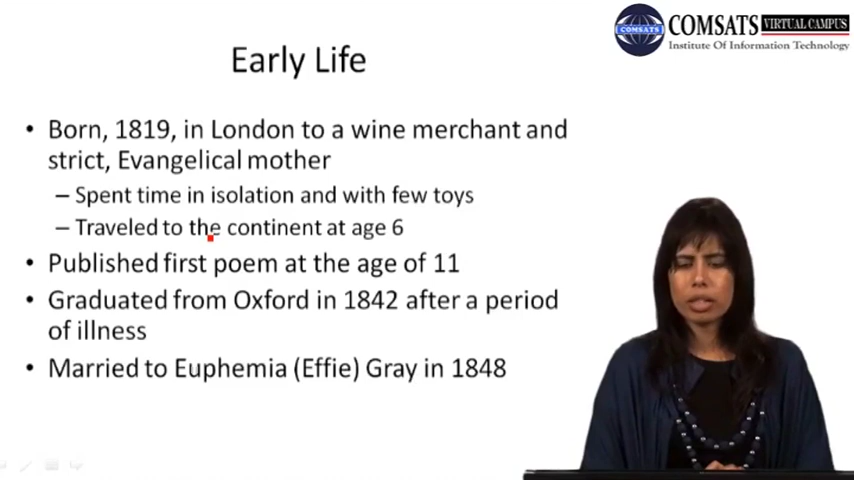 COMSATS VIRTUAL CAMPUS
COMSATS
Institute Of Information Technology
Early Life
• Born, 1819, in London to a wine merchant and
strict, Evangelical mother
– Spent time in isolation and with few toys
– Traveled to the continent at age 6
• Published first poem at the age of 11
• Graduated from Oxford in 1842 after a period
of illness
• Married to Euphemia (Effie) Gray in 1848